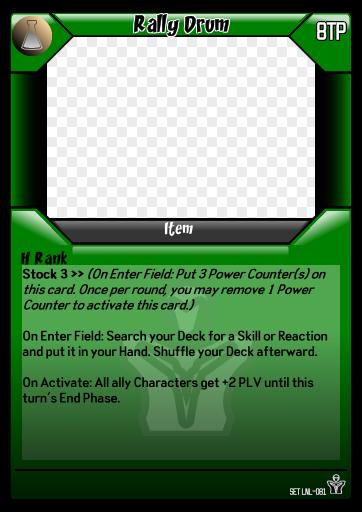 Rally Drum
8TP
Item
H Rank
Stock 3 >> (On Enter Field: Put 3 Power Counter(s) on
this card. Once per round, you may remove 1 Power
Counter to activate this card.)
On Enter Field: Search your Deck for a Skill or Reaction
and put it in your Hand. Shuffle your Deck afterward.
On Activate: All ally Characters get +2 PLV until this
turn's End Phase.
SET LNL-081